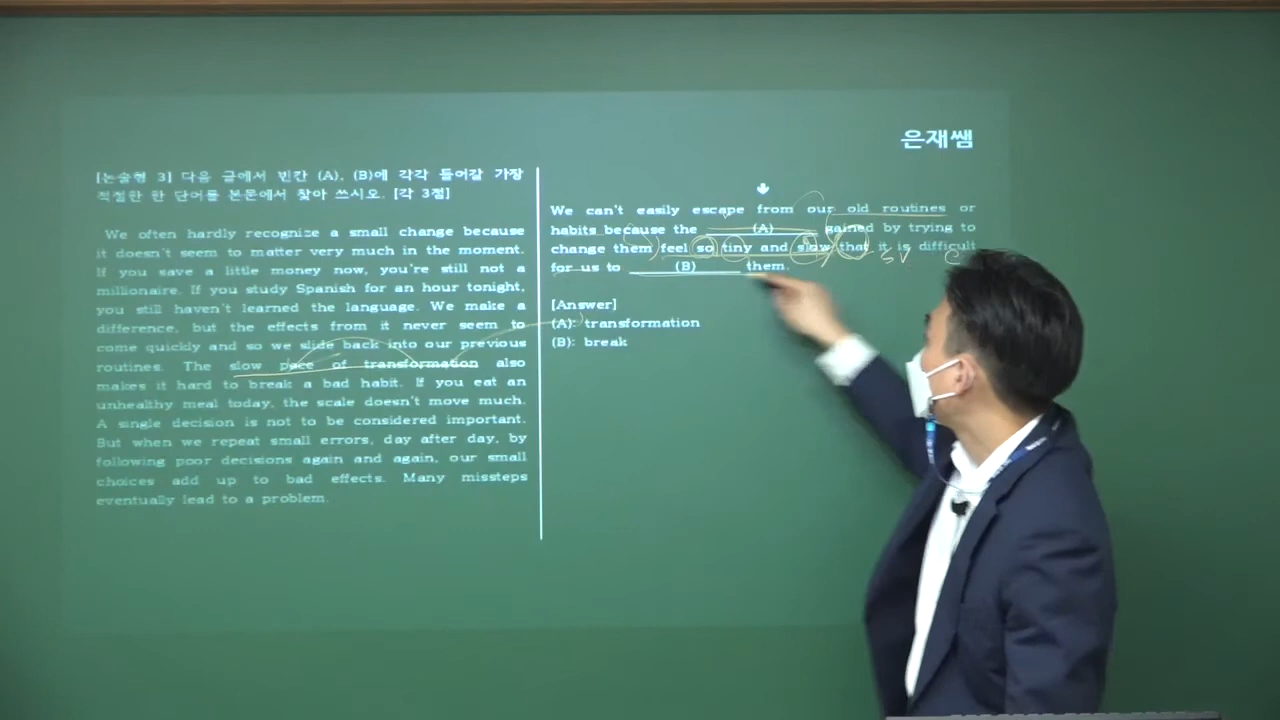 은재쌤
[논술형 3] 다음 글에서 빈칸 (A), (B)에 각각 들어갈 가장
적절한 한 단어를 본문에서 찾아 쓰시오. [각 3점]
We often hardly recognize a small change because
it doesn't seem to matter very much in the moment.
If you save a little money now, you're still not a
millionaire. If you study Spanish for an hour tonight,
you still haven't learned the language. We make a
difference, but the effects from it never seem to
come quickly and so we slide back into our previous
routines. The slow pace of transformation also
makes it hard to break a bad habit. If you eat an
unhealthy meal today, the scale doesn't move much.
A single decision is not to be considered important.
But when we repeat small errors, day after day, by
following poor decisions again and again, our small
choices add up to bad effects. Many missteps
eventually lead to a problem.
We can't easily escape from our old routines or
habits because the (A) gained by trying to
change them feel so tiny and slow that it is difficult
for us to (B) them.
S V
[Answer]
(A): transformation
(B): break